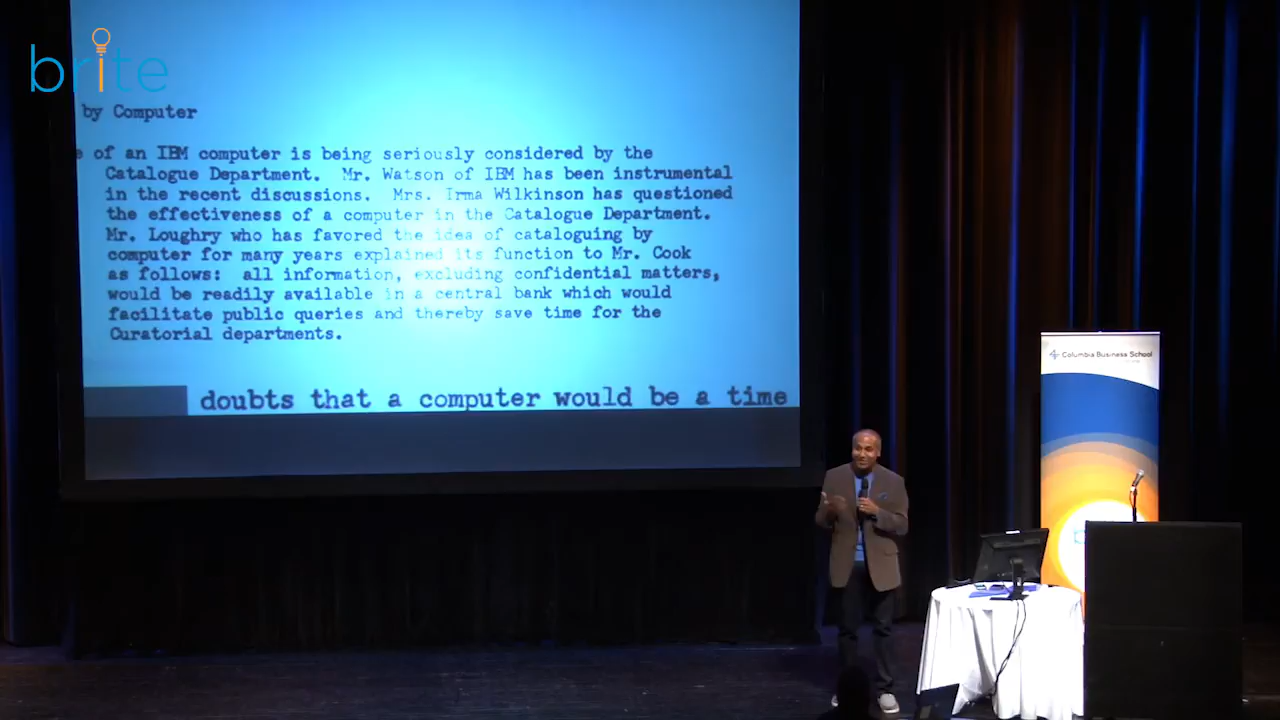 brite
by Computer
of an IBM computer is being seriously considered by the
Catalogue Department. Mr. Watson of IBM has been instrumental
in the recent discussions. Mrs. Irma Wilkinson has questioned
the effectiveness of a computer in the Catalogue Department.
Mr. Loughry who has favored the idea of cataloguing by
computer for many years explained its function to Mr. Cook
as follows: all information, excluding confidential matters,
would be readily available in a central bank which would
facilitate public queries and thereby save time for the
Curatorial departments.
doubts that a computer would be a time
Columbia Business School